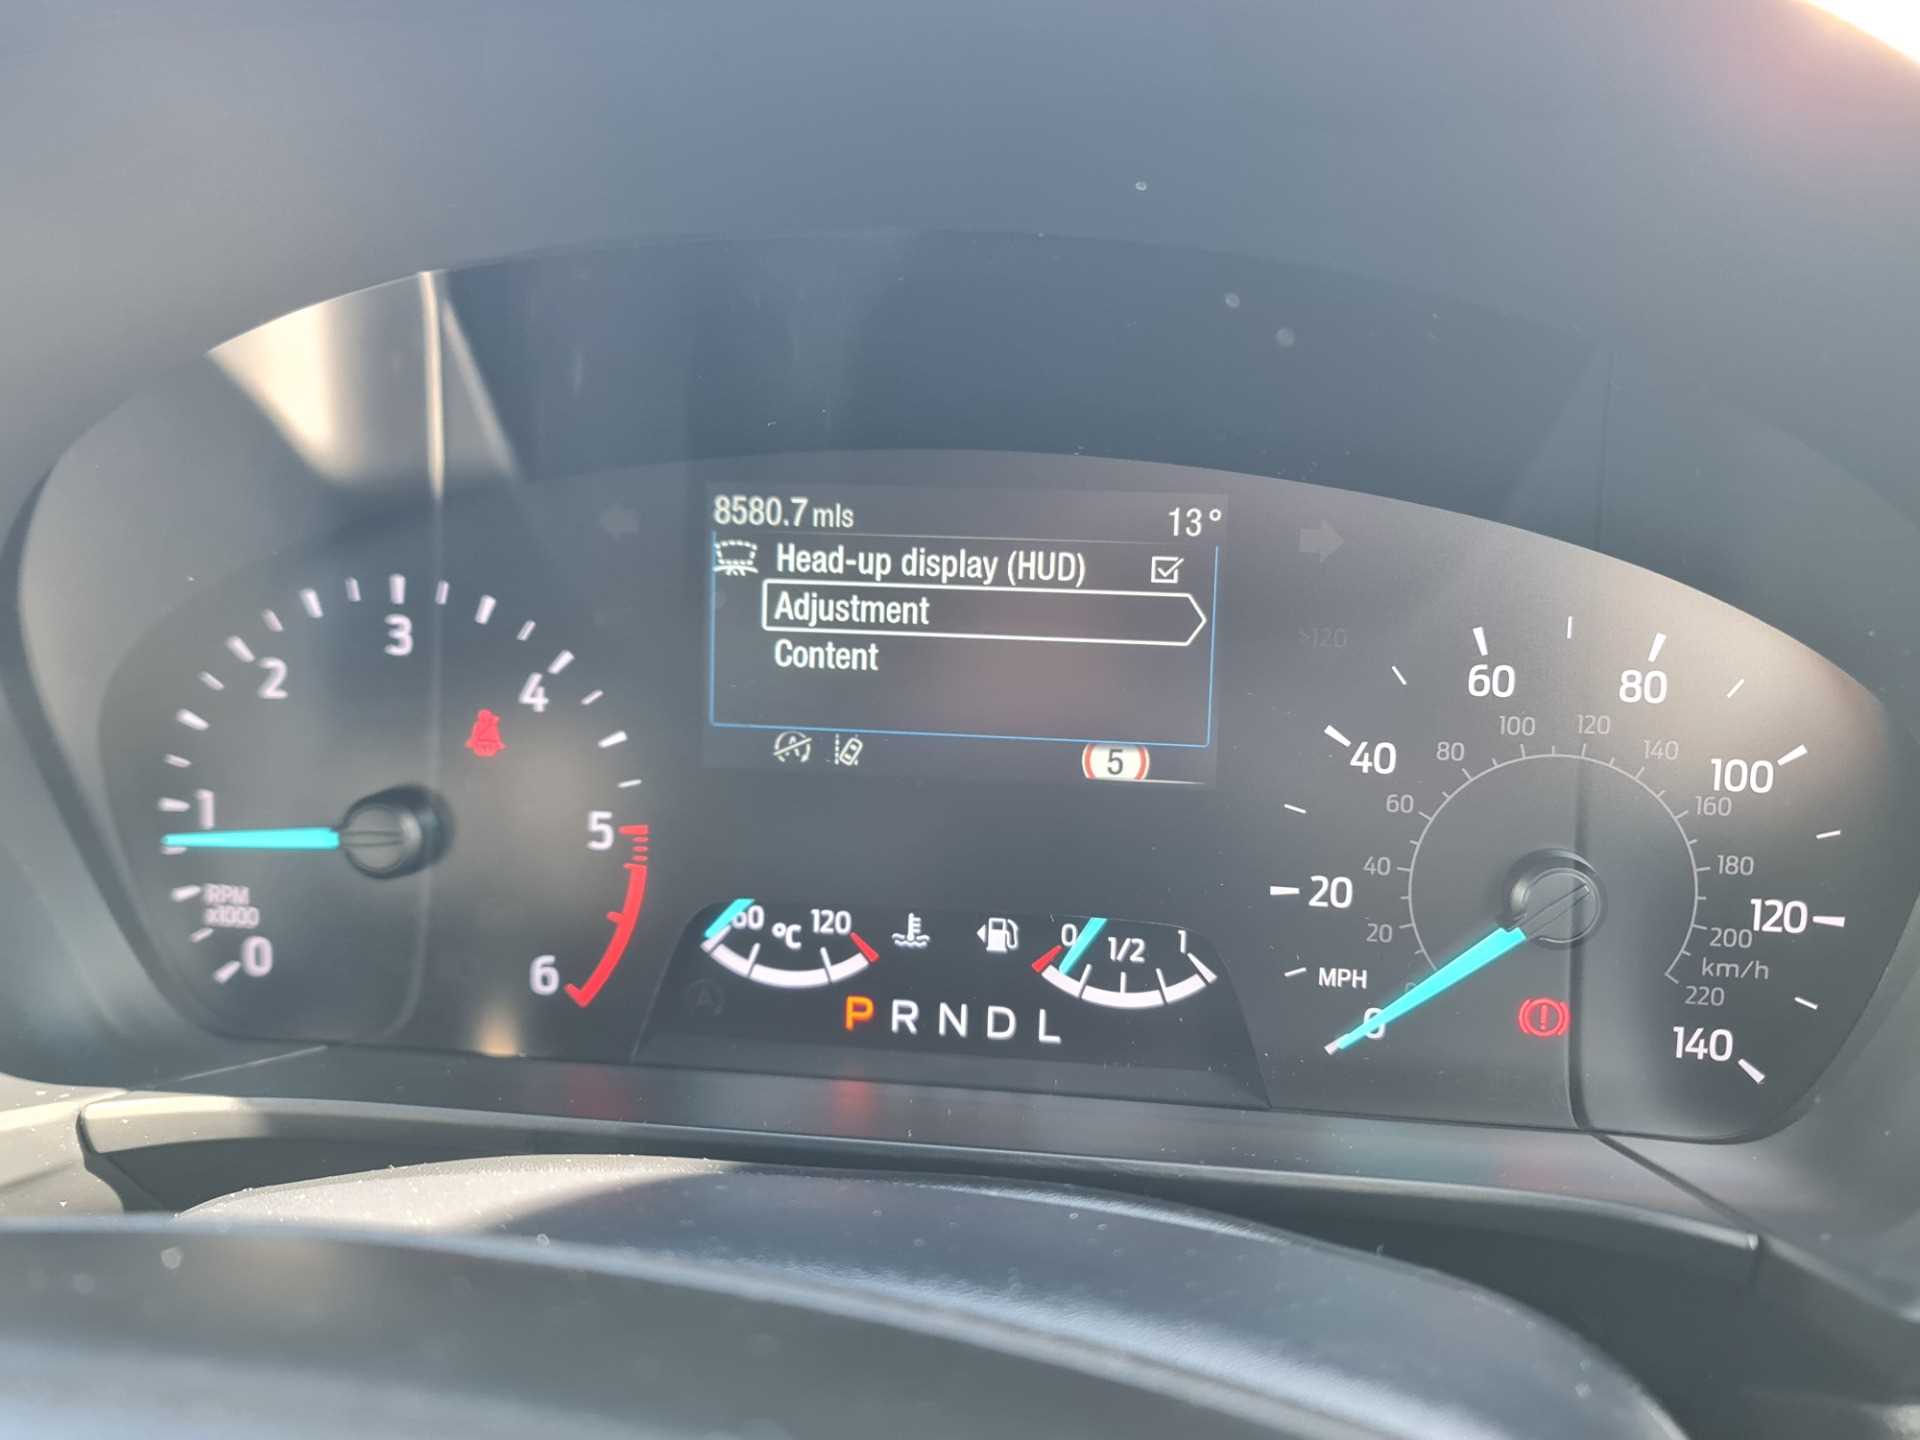 8580.7 mls 13°
Head-up display (HUD)
Adjustment
Content
5
0 1 2 3 4 5 6
RPM
x1000
60 °C 120
0 1/2 1
P R N D L
0 20 40 60 80 100 120 140
MPH
20 40 60 80 100 120 140 160 180 200 220
km/h
>120